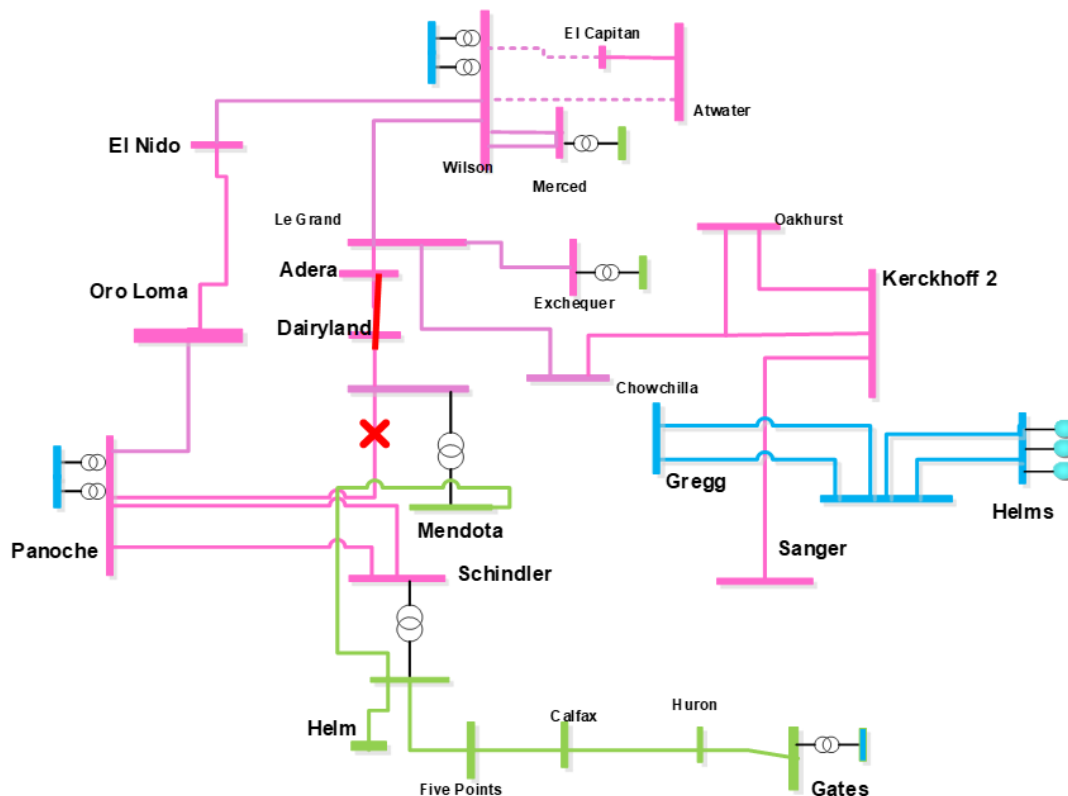 El Capitan
Atwater
El Nido
Wilson
Merced
Le Grand
Oakhurst
Adera
Kerckhoff 2
Oro Loma
Exchequer
Dairyland
Chowchilla
Gregg
Helms
Mendota
Panoche
Sanger
Schindler
Helm
Calfax
Huron
Five Points
Gates